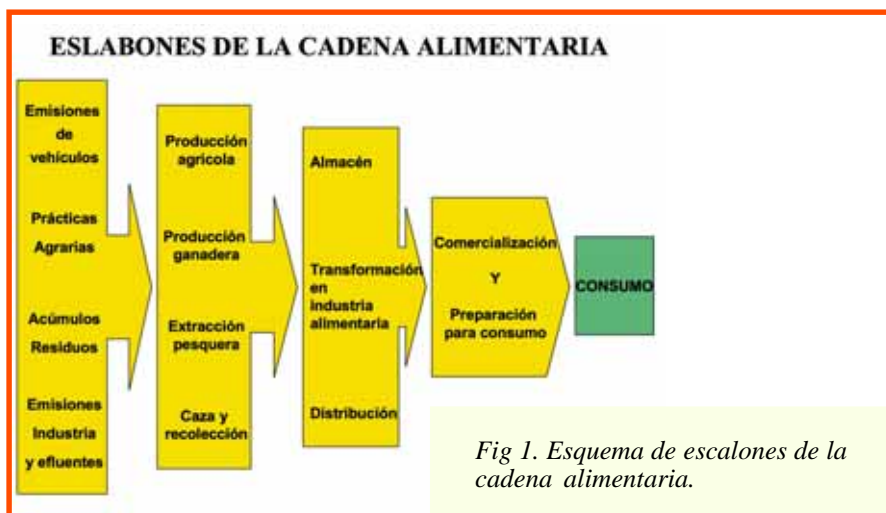 ESLABONES DE LA CADENA ALIMENTARIA
Emisiones
de
vehículos
Prácticas
Agrarias
Acúmulos
Residuos
Emisiones
Industria
y efluentes
Producción
agrícola
Producción
ganadera
Extracción
pesquera
Caza y
recolección
Almacén
Transformación
en
industria
alimentaria
Distribución
Comercialización
Y
Preparación
para consumo
CONSUMO
Fig 1. Esquema de escalones de la
cadena alimentaria.